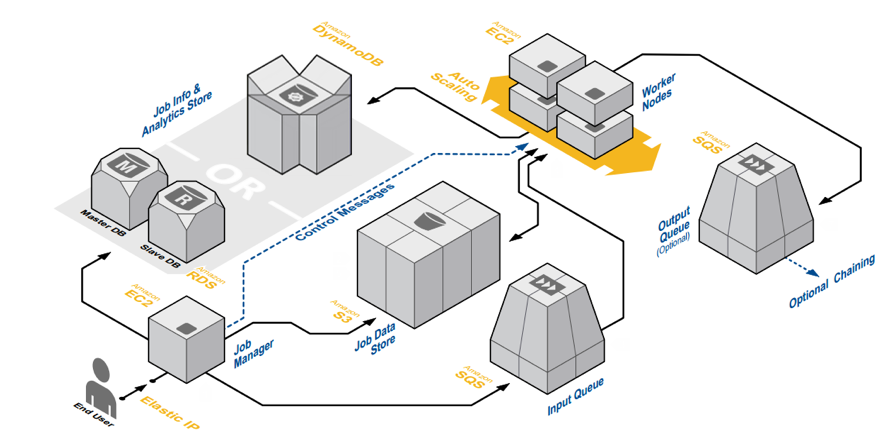 Amazon
DynamoDB
Amazon
EC2
Auto
Scaling
Worker
Nodes
Job Info &
Analytics Store
Amazon
SQS
OR
M
R
Master DB
Slave DB
Amazon
RDS
Control Messages
Output
Queue
(Optional)
Optional Chaining
Amazon
EC2
Job
Manager
Amazon
S3
Job Data
Store
Amazon
SQS
Input Queue
End User
Elastic IP